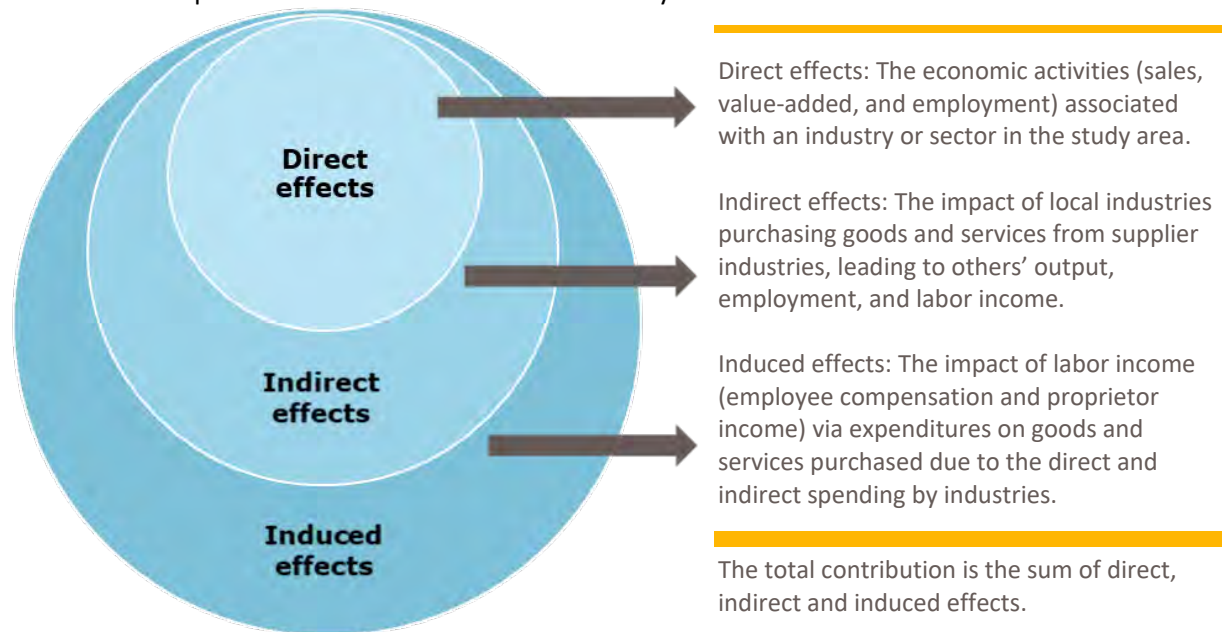 Direct
effects
Indirect
effects
Induced
effects
Direct effects: The economic activities (sales,
value-added, and employment) associated
with an industry or sector in the study area.
Indirect effects: The impact of local industries
purchasing goods and services from supplier
industries, leading to others’ output,
employment, and labor income.
Induced effects: The impact of labor income
(employee compensation and proprietor
income) via expenditures on goods and
services purchased due to the direct and
indirect spending by industries.
The total contribution is the sum of direct,
indirect and induced effects.